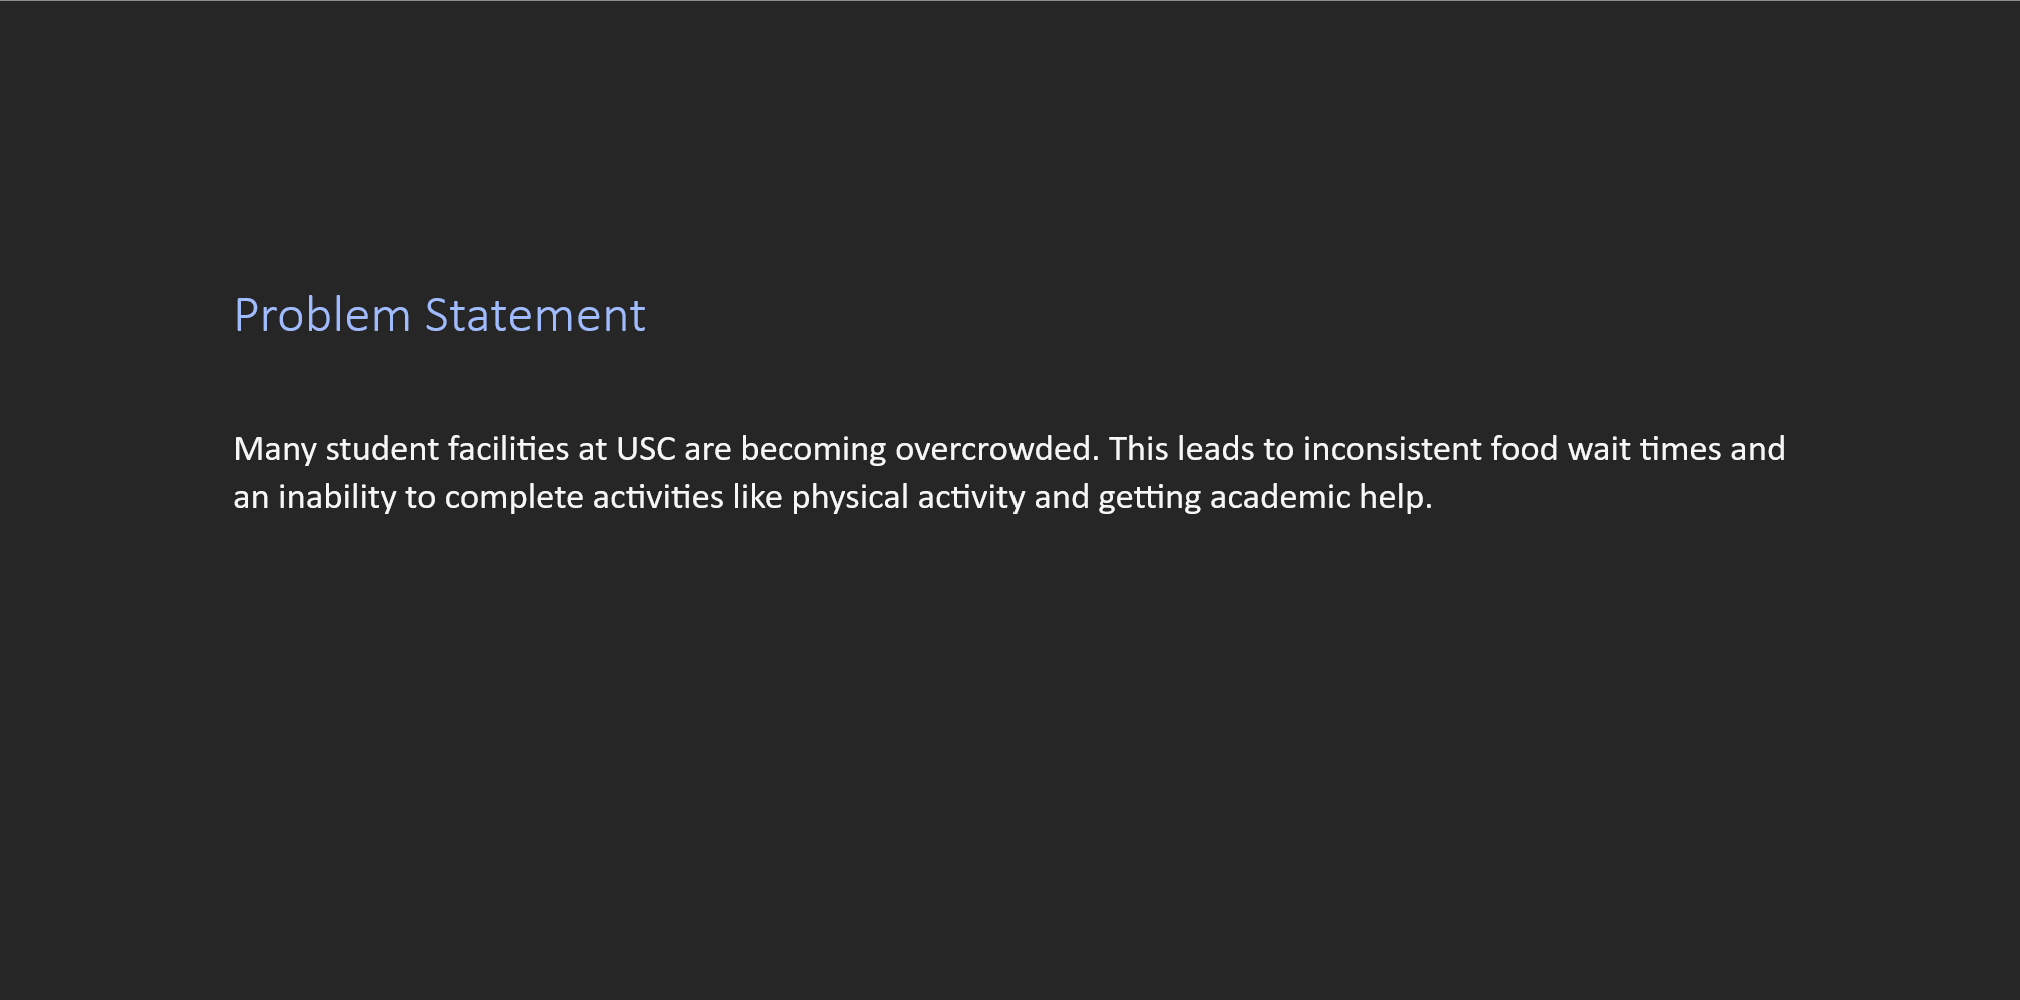 Problem Statement
Many student facilities at USC are becoming overcrowded. This leads to inconsistent food wait times and
an inability to complete activities like physical activity and getting academic help.